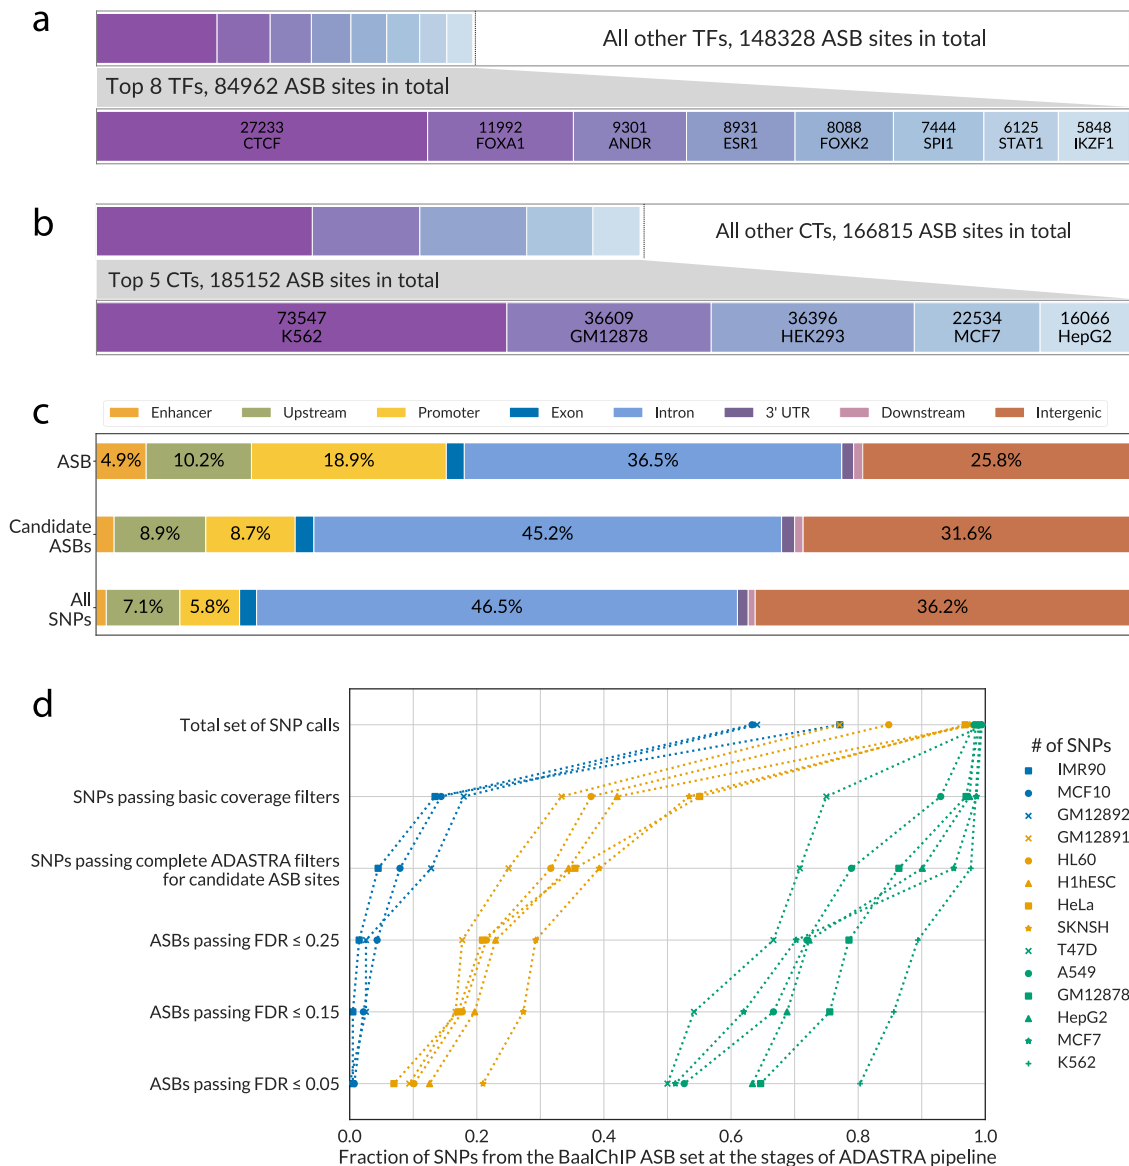 a
All other TFs, 148328 ASB sites in total
Top 8 TFs, 84962 ASB sites in total
27233 11992 9301 8931 8088 7444 6125 5848
CTCF FOXA1 ANDR ESR1 FOXK2 SPI1 STAT1 IKZF1
b
All other CTs, 166815 ASB sites in total
Top 5 CTs, 185152 ASB sites in total
73547 36609 36396 22534 16066
K562 GM12878 HEK293 MCF7 HepG2
c
Enhancer Upstream Promoter Exon Intron 3' UTR Downstream Intergenic
ASB 4.9% 10.2% 18.9% 36.5% 25.8%
Candidate
ASBs
8.9% 8.7% 45.2% 31.6%
All
SNPs
7.1% 5.8% 46.5% 36.2%
d
Total set of SNP calls
SNPs passing basic coverage filters
SNPs passing complete ADASTRA filters
for candidate ASB sites
ASBs passing FDR ≤ 0.25
ASBs passing FDR ≤ 0.15
ASBs passing FDR ≤ 0.05
0.0 0.2 0.4 0.6 0.8 1.0
Fraction of SNPs from the BaalChIP ASB set at the stages of ADASTRA pipeline
# of SNPs
IMR90
MCF10
GM12892
GM12891
HL60
H1hESC
HeLa
SKNSH
T47D
A549
GM12878
HepG2
MCF7
K562